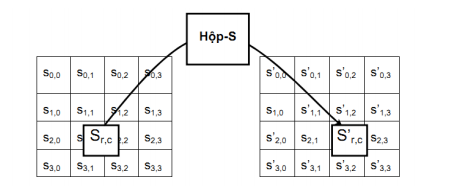 Hộp-S
s0,0 s0,1 s0,2 s0,3 s'0,0 s'0,1 s'0,2 s'0,3
s1,0 s1,1 s1,2 s1,3 s1,0 s'1,1 s'1,2 s'1,3
s2,0 Sr,c 2,2 s2,3 s'2,0 s2,1 S'r,c s2,3
s3,0 s3,1 s3,2 s3,3 s'3,0 s'3,1 s'3,2 s'3,3